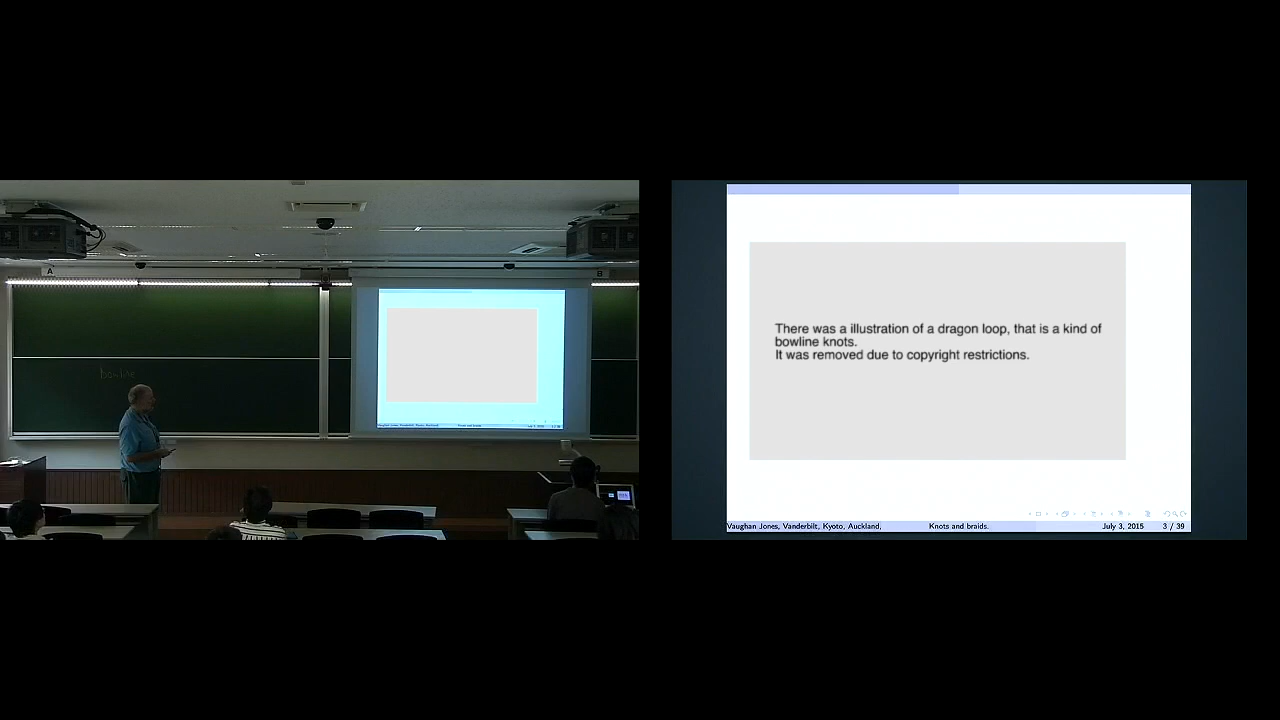 A
B
bowline
There was a illustration of a dragon loop, that is a kind of
bowline knots.
It was removed due to copyright restrictions.
Vaughan Jones, Vanderbilt, Kyoto, Auckland, Knots and braids. July 3, 2015 3 / 39